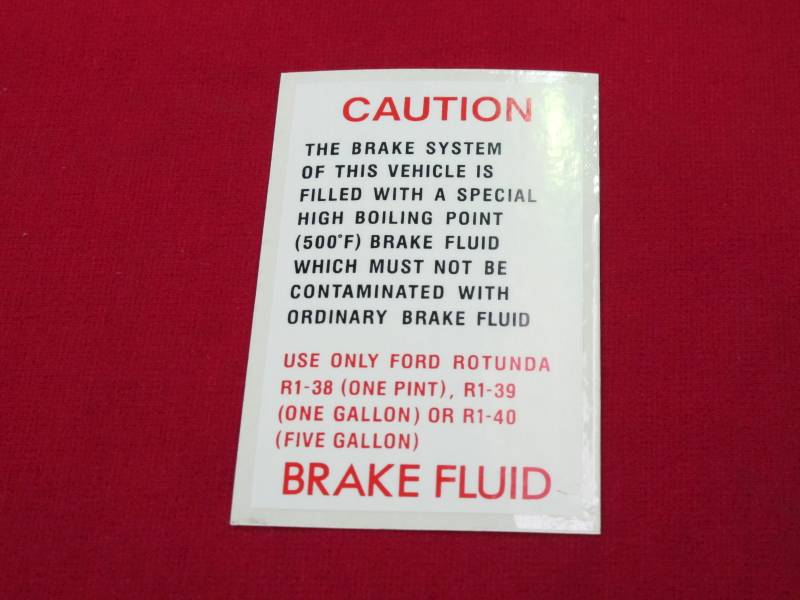 CAUTION
THE BRAKE SYSTEM
OF THIS VEHICLE IS
FILLED WITH A SPECIAL
HIGH BOILING POINT
(500°F) BRAKE FLUID
WHICH MUST NOT BE
CONTAMINATED WITH
ORDINARY BRAKE FLUID
USE ONLY FORD ROTUNDA
R1-38 (ONE PINT), R1-39
(ONE GALLON) OR R1-40
(FIVE GALLON)
BRAKE FLUID